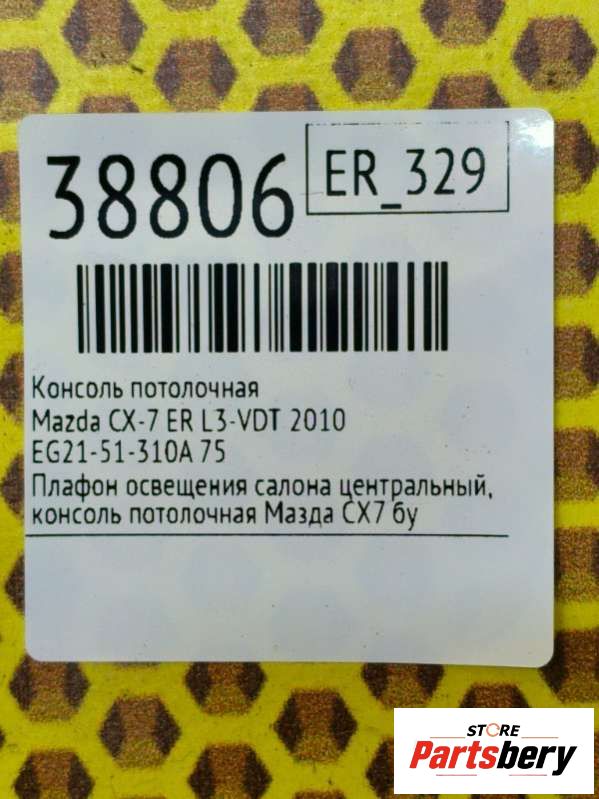 38806
ER_329
Консоль потолочная
Mazda CX-7 ER L3-VDT 2010
EG21-51-310A 75
Плафон освещения салона центральный,
консоль потолочная Мазда СХ7 бу
STORE
Partsbery